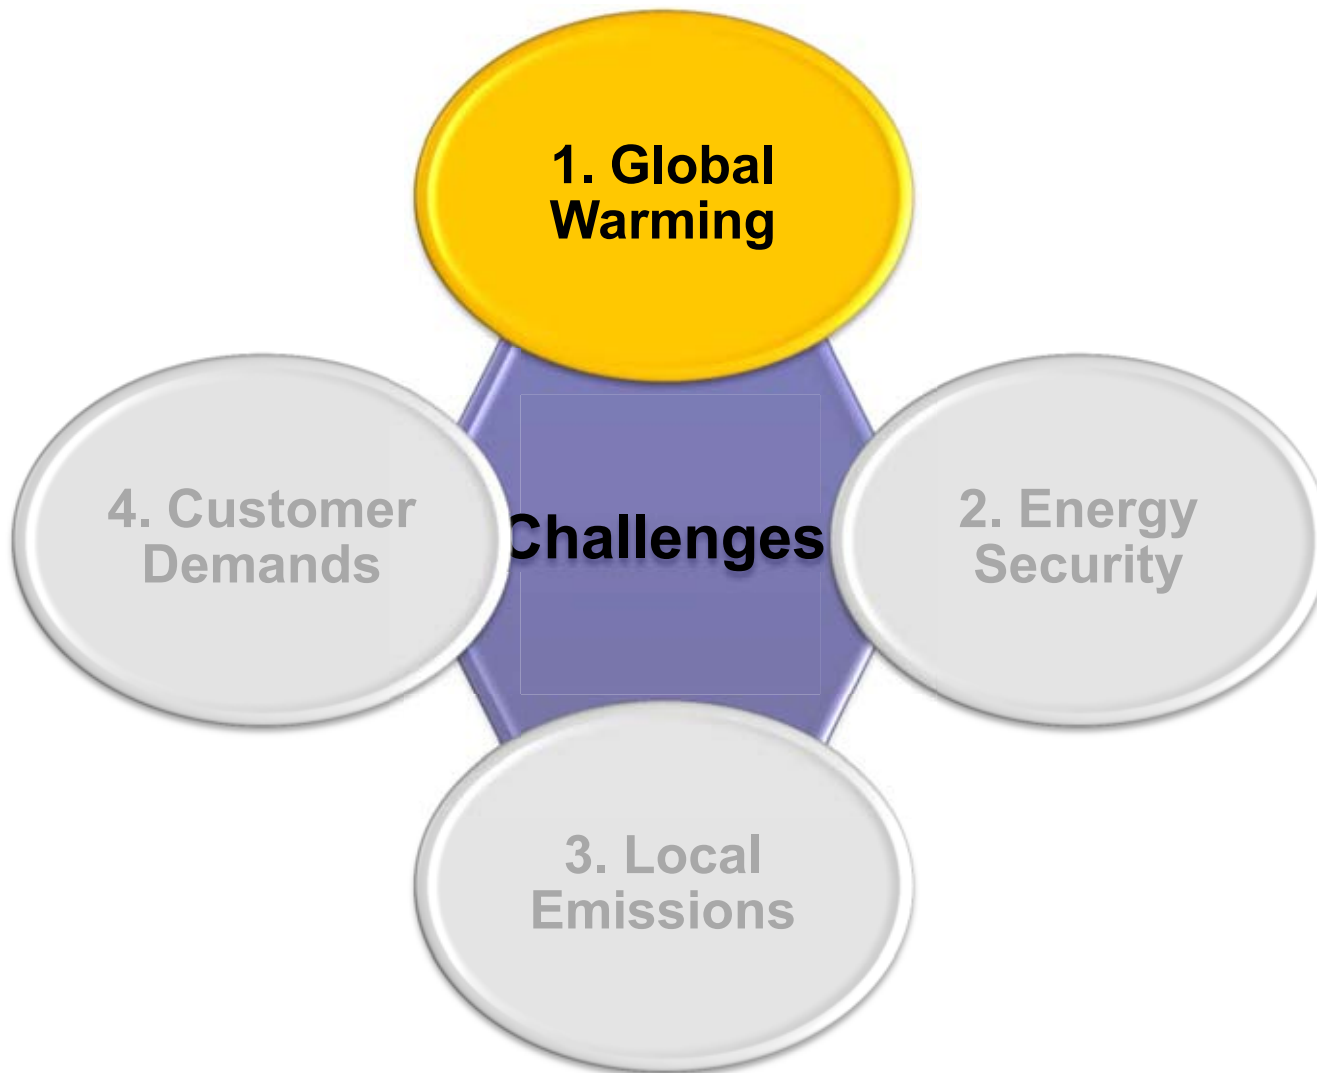 1. Global
Warming
4. Customer
Demands
Challenges
2. Energy
Security
3. Local
Emissions